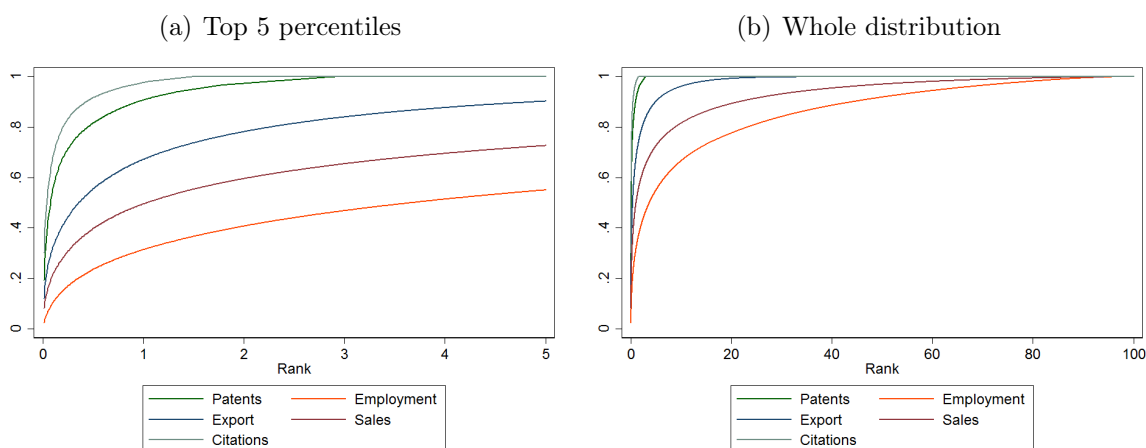 (a) Top 5 percentiles
1
.8
.6
.4
.2
0
0 1 2 3 4 5
Rank
Patents Employment
Export Sales
Citations
(b) Whole distribution
1
.8
.6
.4
.2
0
0 20 40 60 80 100
Rank
Patents Employment
Export Sales
Citations